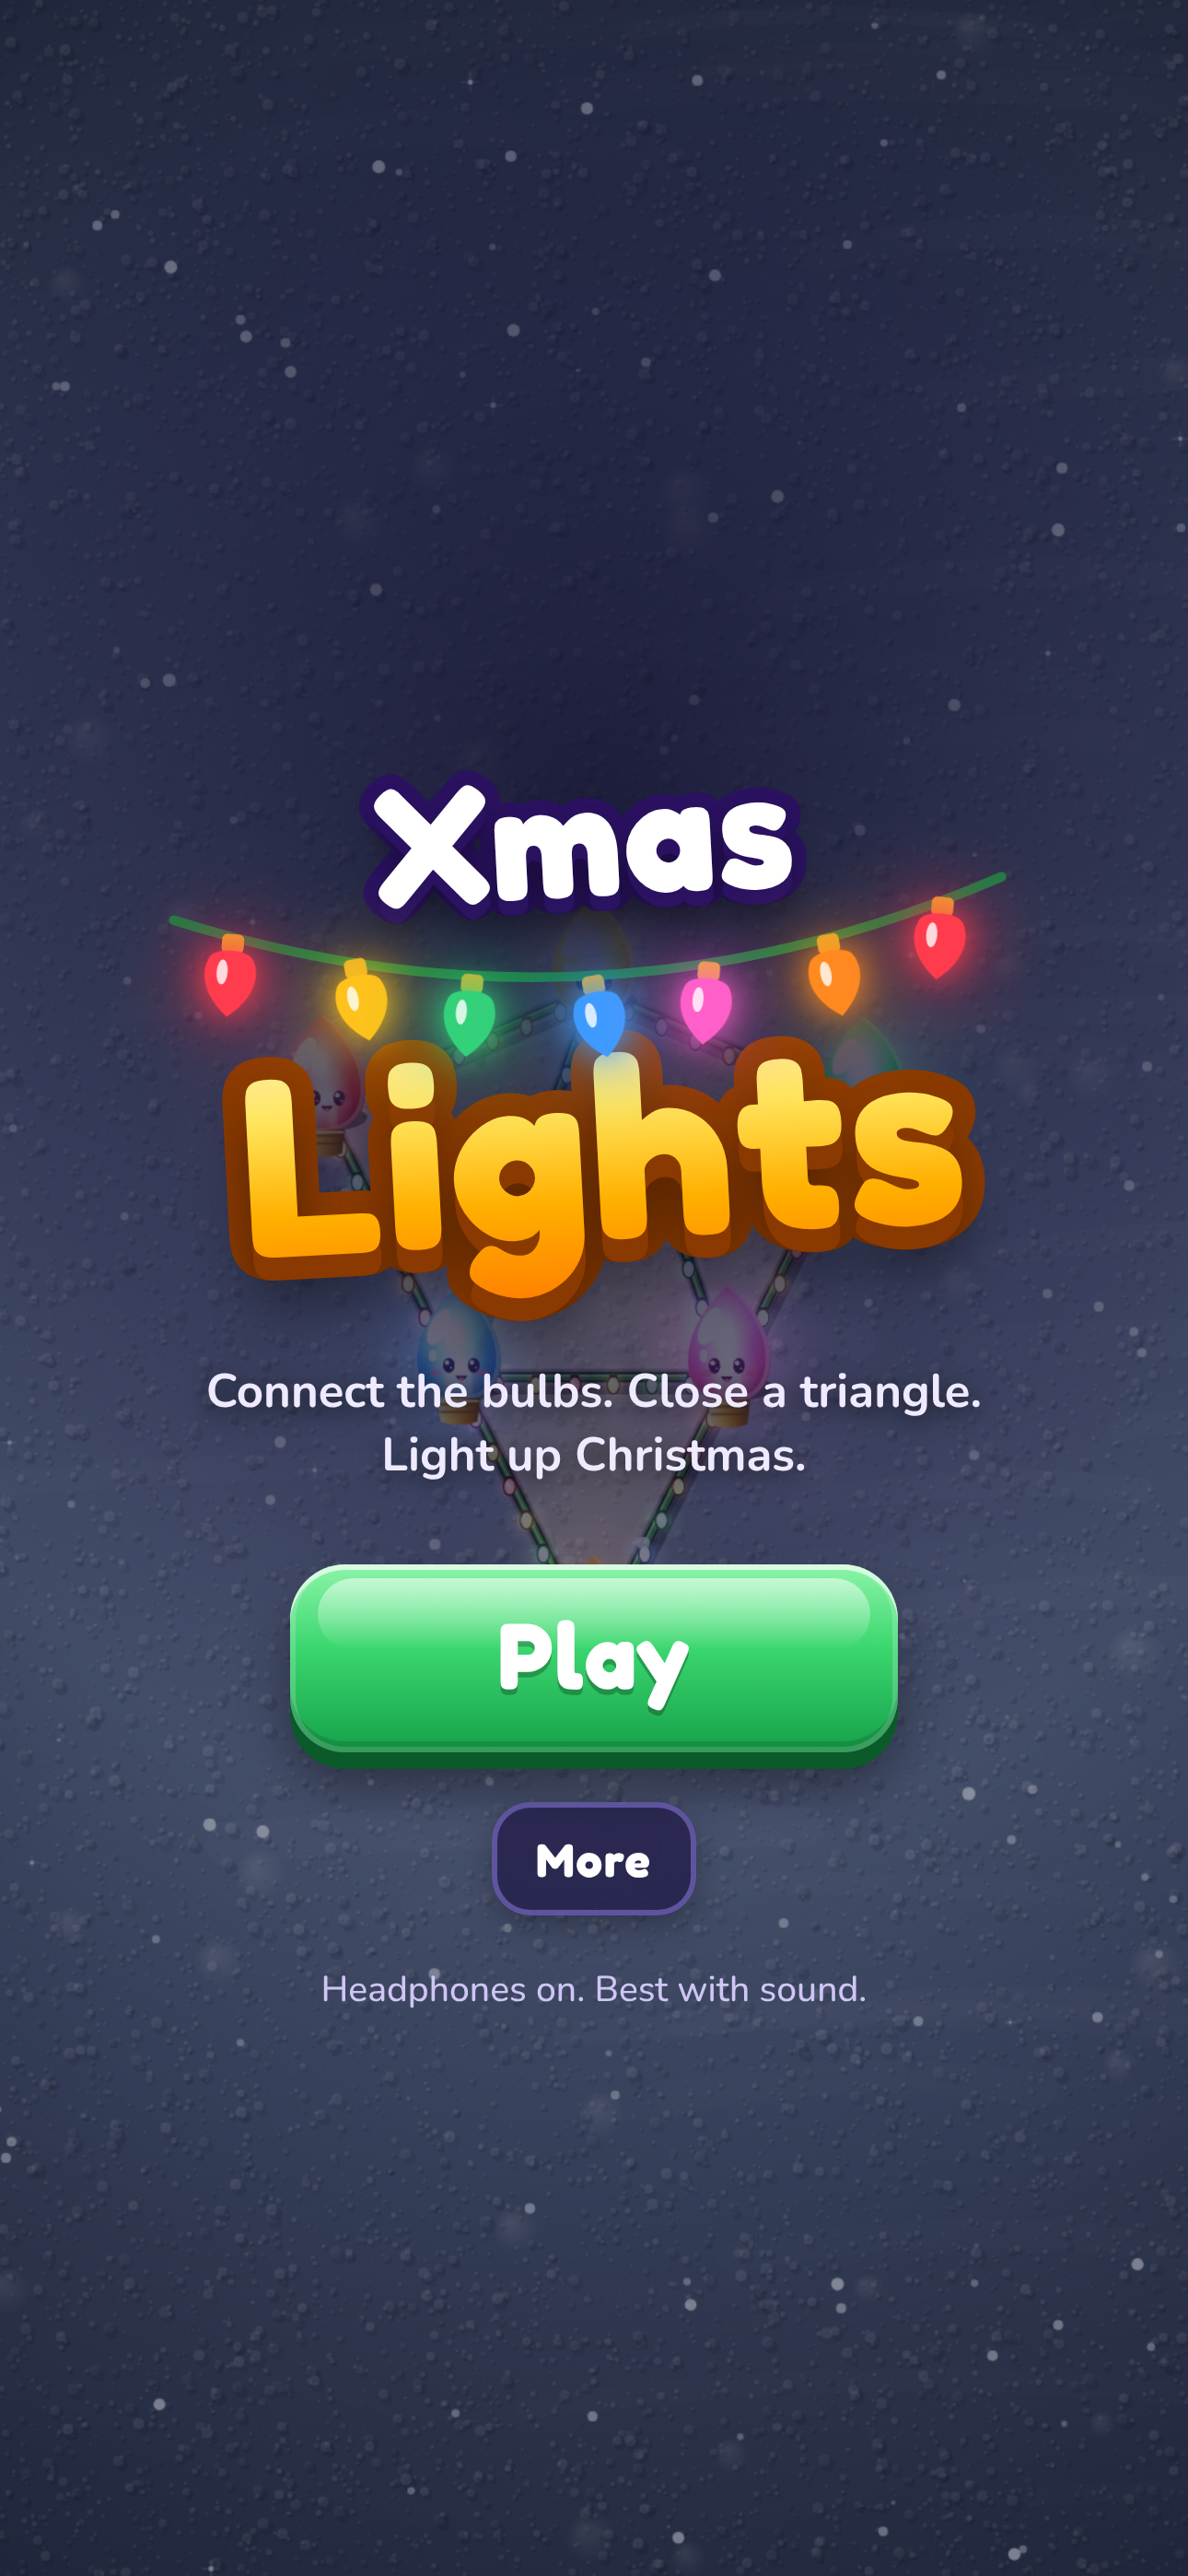 Xmas
Lights
Connect the bulbs. Close a triangle.
Light up Christmas.
Play
More
Headphones on. Best with sound.